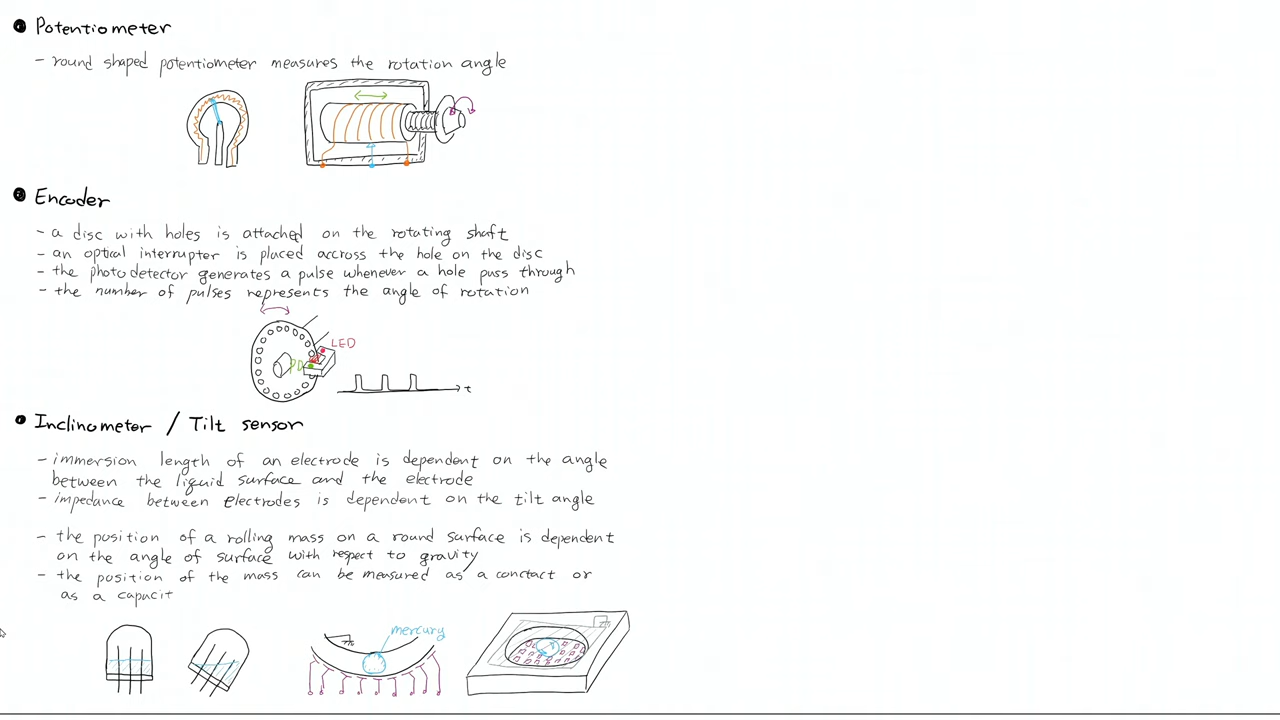 ● Potentiometer
- round shaped potentiometer measures the rotation angle
● Encoder
- a disc with holes is attached on the rotating shaft
- an optical interrupter is placed accross the hole on the disc
- the photodetector generates a pulse whenever a hole pass through
- the number of pulses represents the angle of rotation
LED
PD
t
● Inclinometer / Tilt sensor
- immersion length of an electrode is dependent on the angle
between the liquid surface and the electrode
- impedance between electrodes is dependent on the tilt angle
- the position of a rolling mass on a round surface is dependent
on the angle of surface with respect to gravity
- the position of the mass can be measured as a conctact or
as a capacit
mercury